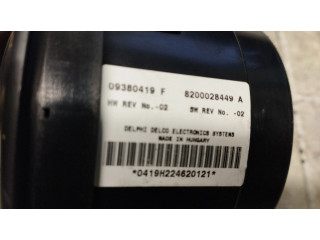 09380419 F 8200028449 A
HW REV No.-02 SW REV No. -02
DELPHI DELCO ELECTRONICS SYSTEMS
MADE IN HUNGARY
*0419H224620121*